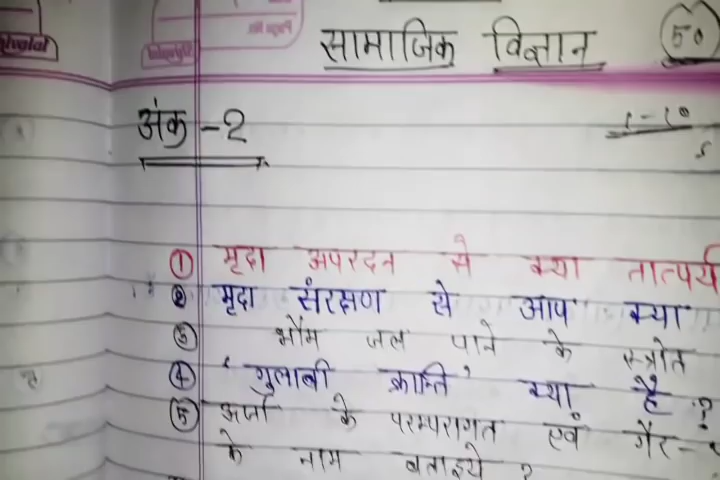 सामाजिक विज्ञान
50
अंक - 2
① मृदा अपरदन से क्या तात्पर्य
② मृदा संरक्षण से आप क्या
③ भौम जल पाने के स्त्रोत
④ 'गुलाबी क्रान्ति' क्या है ?
⑤ ऊर्जा के परम्परागत एवं गैर-
के नाम बताइये ?